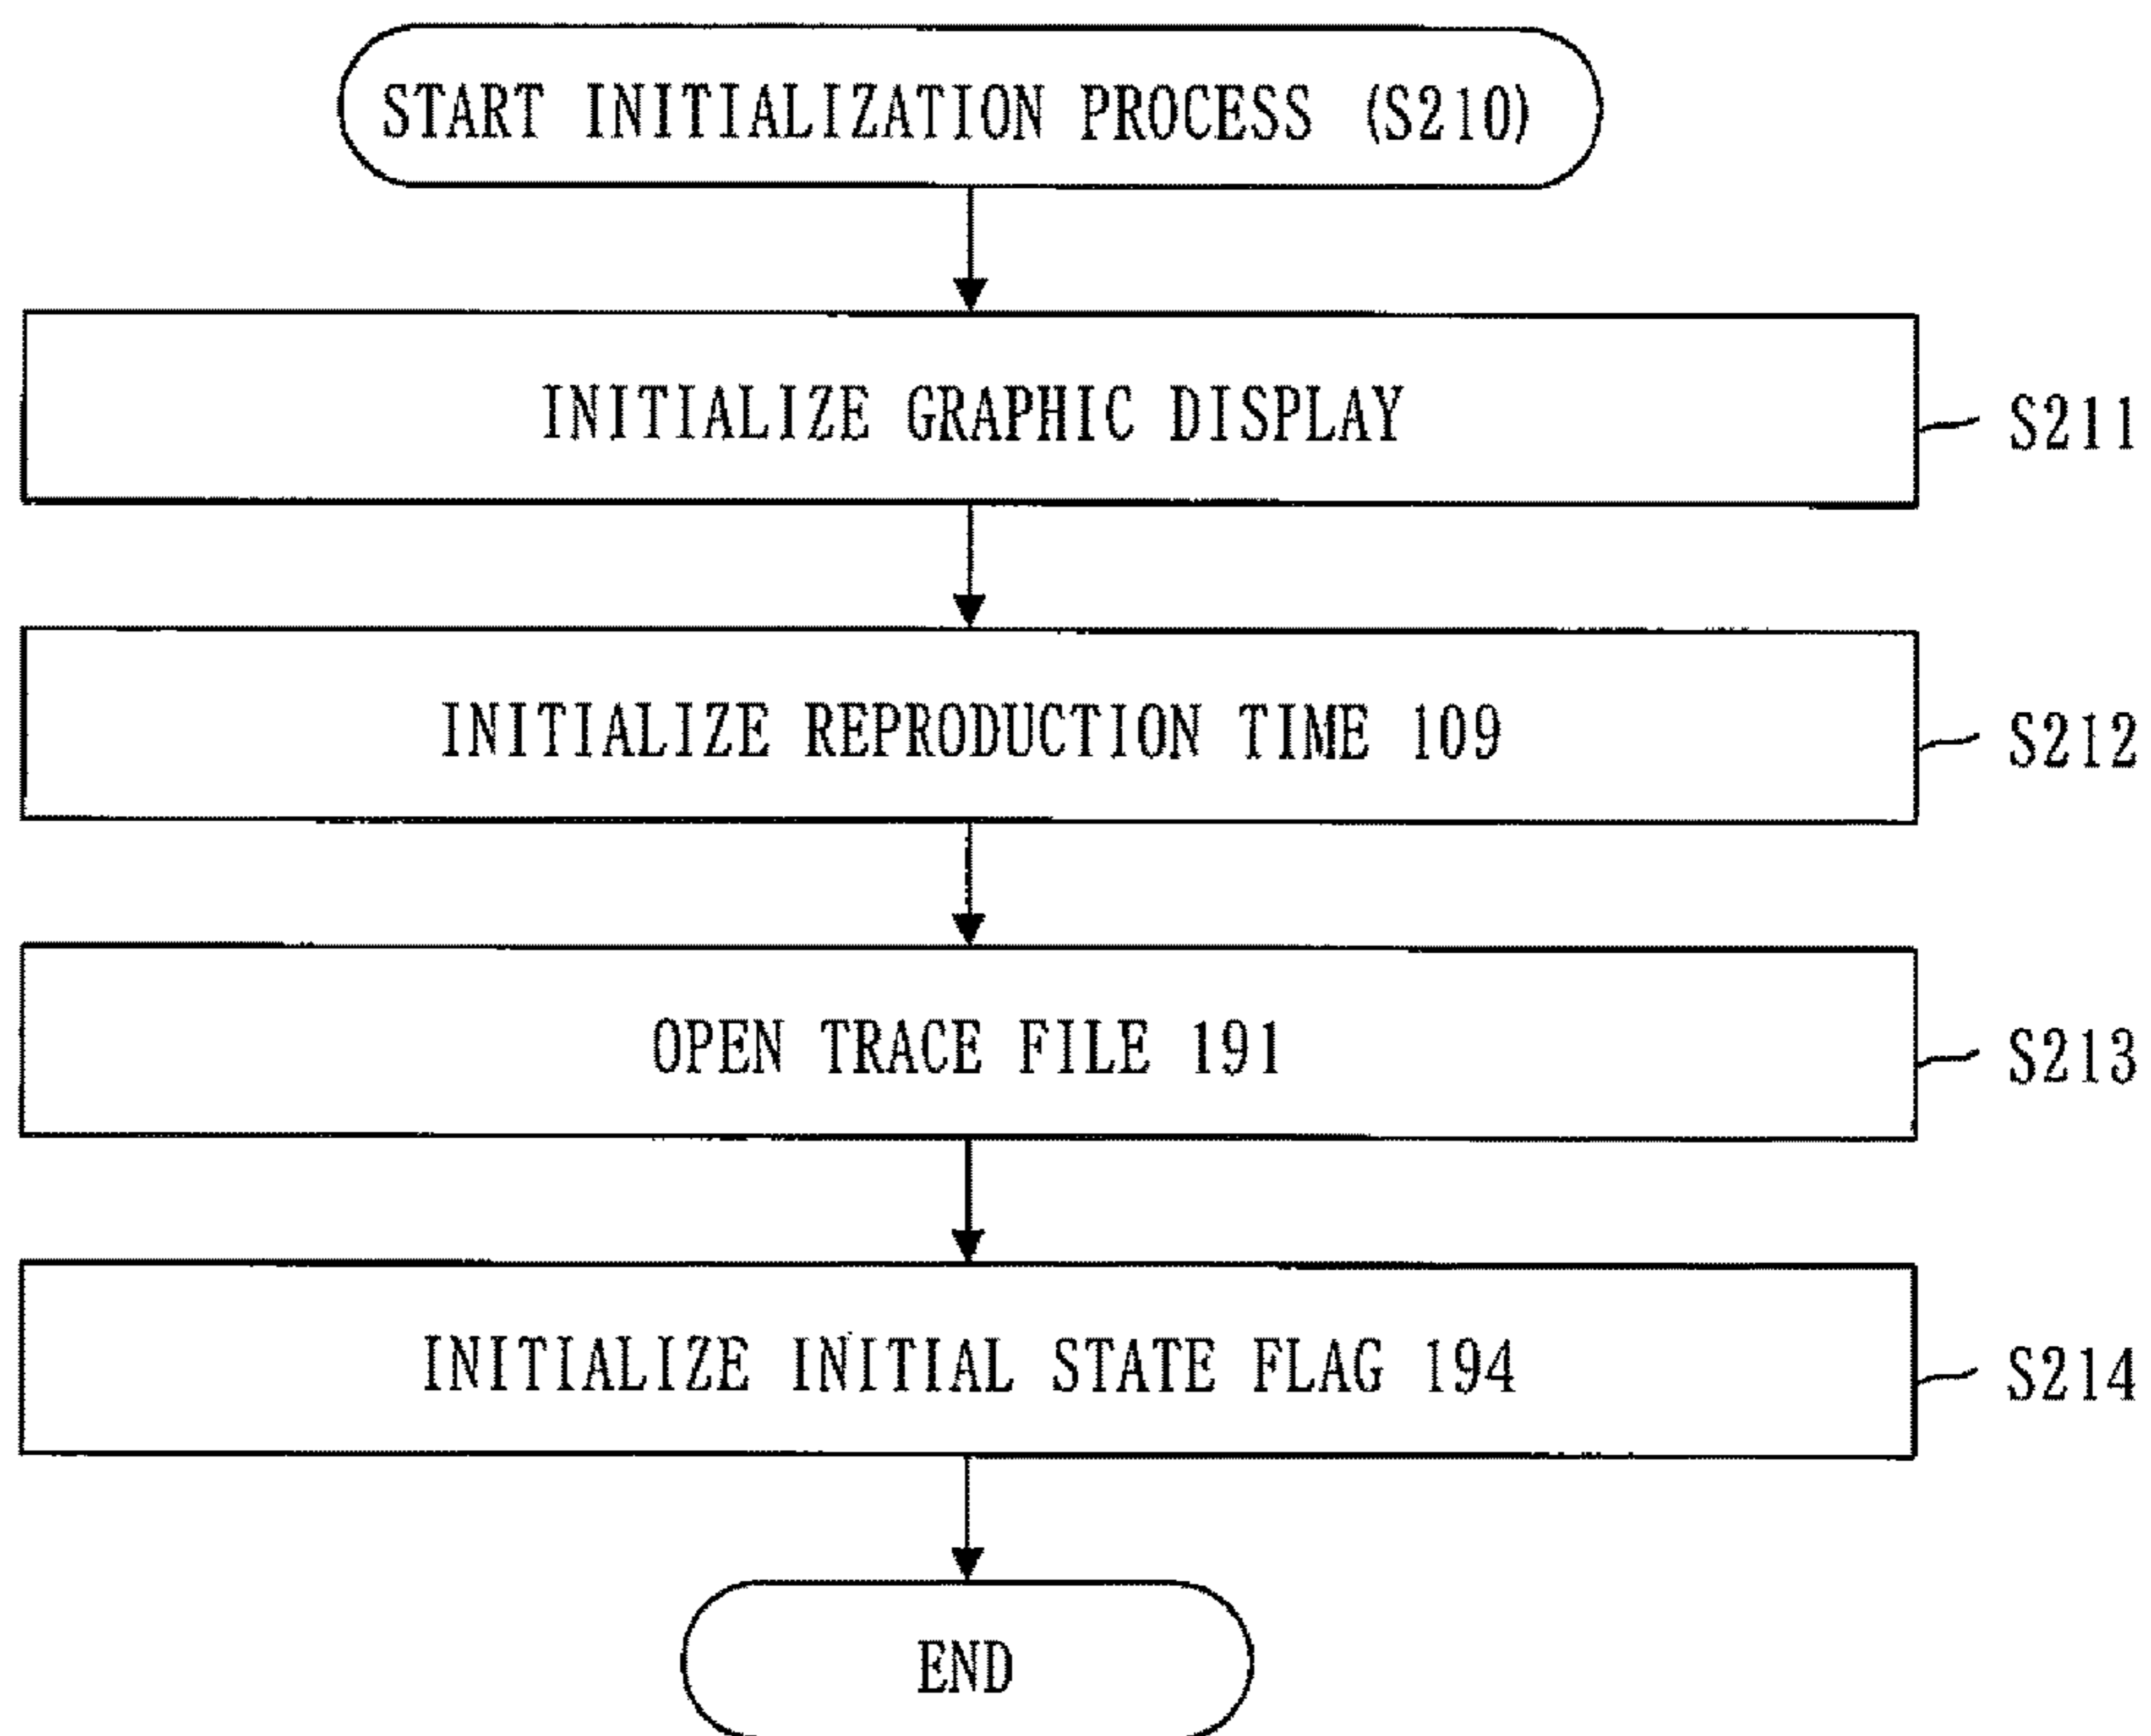 START INITIALIZATION PROCESS (S210)
INITIALIZE GRAPHIC DISPLAY
S211
INITIALIZE REPRODUCTION TIME 109
S212
OPEN TRACE FILE 191
S213
INITIALIZE INITIAL STATE FLAG 194
S214
END